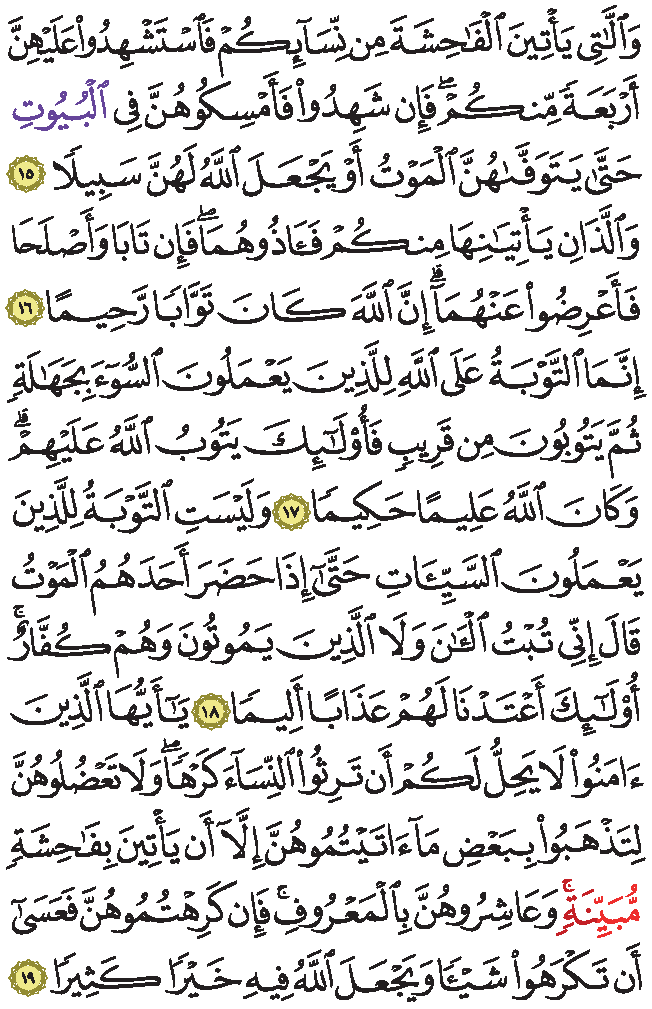 وَٱلَّٰتِى يَأْتِينَ ٱلْفَٰحِشَةَ مِن نِّسَآئِكُمْ فَٱسْتَشْهِدُوا۟ عَلَيْهِنَّ
أَرْبَعَةً مِّنكُمْ ۖ فَإِن شَهِدُوا۟ فَأَمْسِكُوهُنَّ فِى ٱلْبُيُوتِ
حَتَّىٰ يَتَوَفَّىٰهُنَّ ٱلْمَوْتُ أَوْ يَجْعَلَ ٱللَّهُ لَهُنَّ سَبِيلًا ١٥
وَٱلَّذَانِ يَأْتِيَٰنِهَا مِنكُمْ فَـَٔاذُوهُمَا ۖ فَإِن تَابَا وَأَصْلَحَا
فَأَعْرِضُوا۟ عَنْهُمَآ ۗ إِنَّ ٱللَّهَ كَانَ تَوَّابًا رَّحِيمًا ١٦
إِنَّمَا ٱلتَّوْبَةُ عَلَى ٱللَّهِ لِلَّذِينَ يَعْمَلُونَ ٱلسُّوٓءَ بِجَهَٰلَةٍ
ثُمَّ يَتُوبُونَ مِن قَرِيبٍ فَأُو۟لَٰٓئِكَ يَتُوبُ ٱللَّهُ عَلَيْهِمْ ۗ
وَكَانَ ٱللَّهُ عَلِيمًا حَكِيمًا ١٧ وَلَيْسَتِ ٱلتَّوْبَةُ لِلَّذِينَ
يَعْمَلُونَ ٱلسَّيِّـَٔاتِ حَتَّىٰٓ إِذَا حَضَرَ أَحَدَهُمُ ٱلْمَوْتُ
قَالَ إِنِّى تُبْتُ ٱلْـَٰٔنَ وَلَا ٱلَّذِينَ يَمُوتُونَ وَهُمْ كُفَّارٌ ۚ
أُو۟لَٰٓئِكَ أَعْتَدْنَا لَهُمْ عَذَابًا أَلِيمًا ١٨ يَٰٓأَيُّهَا ٱلَّذِينَ
ءَامَنُوا۟ لَا يَحِلُّ لَكُمْ أَن تَرِثُوا۟ ٱلنِّسَآءَ كَرْهًا ۖ وَلَا تَعْضُلُوهُنَّ
لِتَذْهَبُوا۟ بِبَعْضِ مَآ ءَاتَيْتُمُوهُنَّ إِلَّآ أَن يَأْتِينَ بِفَٰحِشَةٍ
مُّبَيِّنَةٍ ۚ وَعَاشِرُوهُنَّ بِٱلْمَعْرُوفِ ۚ فَإِن كَرِهْتُمُوهُنَّ فَعَسَىٰٓ
أَن تَكْرَهُوا۟ شَيْـًٔا وَيَجْعَلَ ٱللَّهُ فِيهِ خَيْرًا كَثِيرًا ١٩